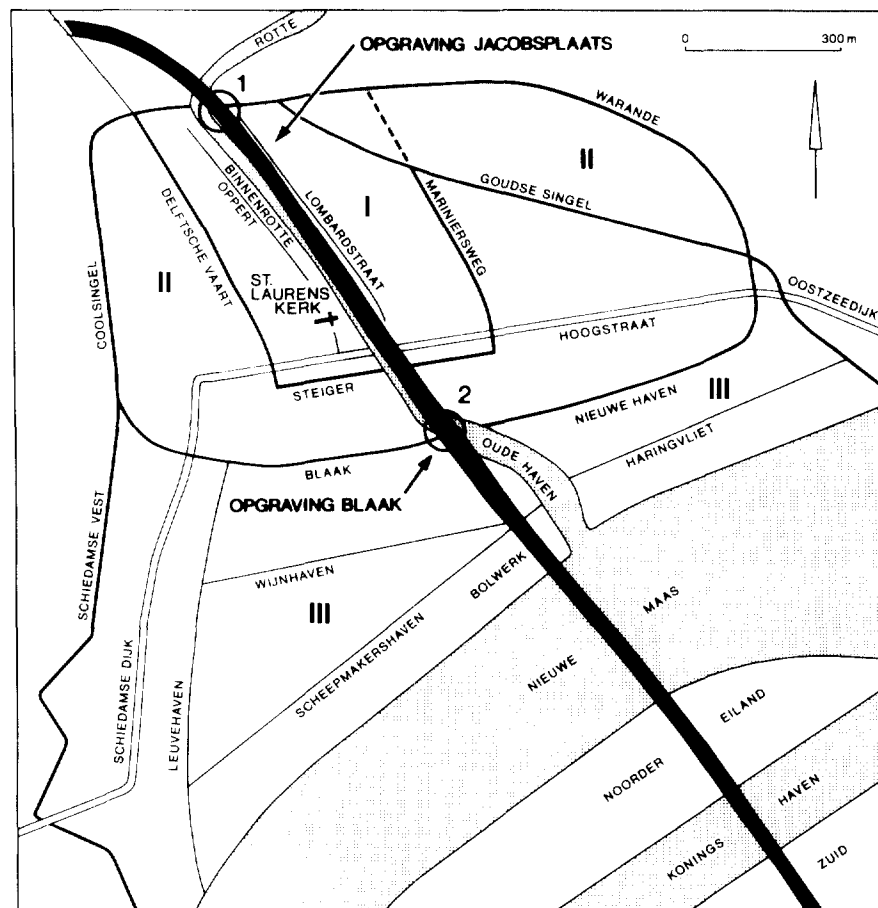 ROTTE
OPGRAVING JACOBSPLAATS
0 300 m
1
WARANDE
II
GOUDSE SINGEL
BINNENROTTE
OPPERT
LOMBARDSTRAAT
I
MARINIERSWEG
DELFTSCHE VAART
COOLSINGEL
II
ST.
LAURENS
KERK
OOSTZEEDIJK
HOOGSTRAAT
STEIGER
2
NIEUWE HAVEN
III
HARINGVLIET
OUDE HAVEN
BLAAK
OPGRAVING BLAAK
SCHIEDAMSE VEST
WIJNHAVEN
III
BOLWERK
SCHEEPMAKERSHAVEN
MAAS
NIEUWE
SCHIEDAMSE DIJK
LEUVEHAVEN
EILAND
NOORDER
HAVEN
KONINGS
ZUID